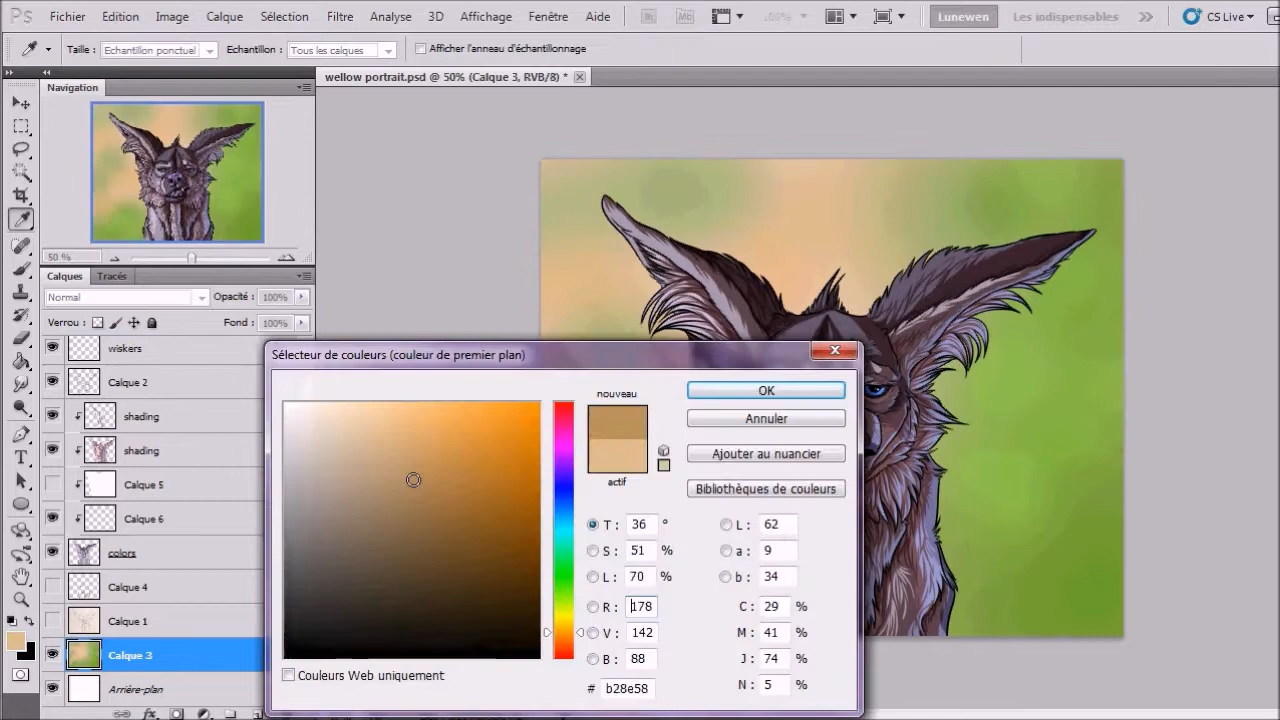 Ps Fichier Edition Image Calque Sélection Filtre Analyse 3D Affichage Fenêtre Aide Br Mb 100% Lunewen Les indispensables CS Live
Taille : Echantillon ponctuel Echantillon : Tous les calques Afficher l'anneau d'échantillonnage
Navigation
wellow portrait.psd @ 50% (Calque 3, RVB/8) *
50 %
Calques Tracés
Normal Opacité : 100%
Verrou : Fond : 100%
wiskers
Calque 2
shading
shading
Calque 5
Calque 6
colors
Calque 4
Calque 1
Calque 3
Arrière-plan
fx
Sélecteur de couleurs (couleur de premier plan)
nouveau
actif
OK
Annuler
Ajouter au nuancier
Bibliothèques de couleurs
T : 36 ° L : 62
S : 51 % a : 9
L : 70 % b : 34
R : 178 C : 29 %
V : 142 M : 41 %
B : 88 J : 74 %
# b28e58 N : 5 %
Couleurs Web uniquement